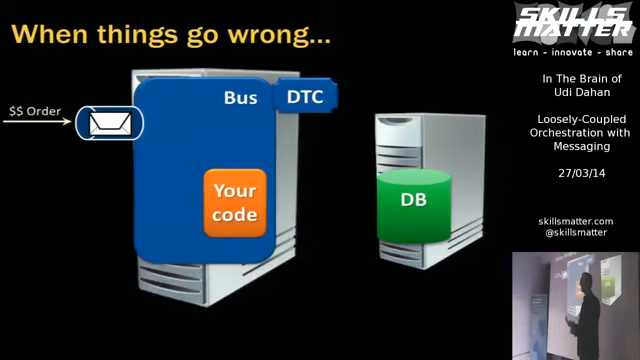 When things go wrong...
$$ Order
Bus
DTC
Your
code
DB
SKILLS
MATTER
learn - innovate - share
In The Brain of
Udi Dahan
Loosely-Coupled
Orchestration with
Messaging
27/03/14
skillsmatter.com
@skillsmatter